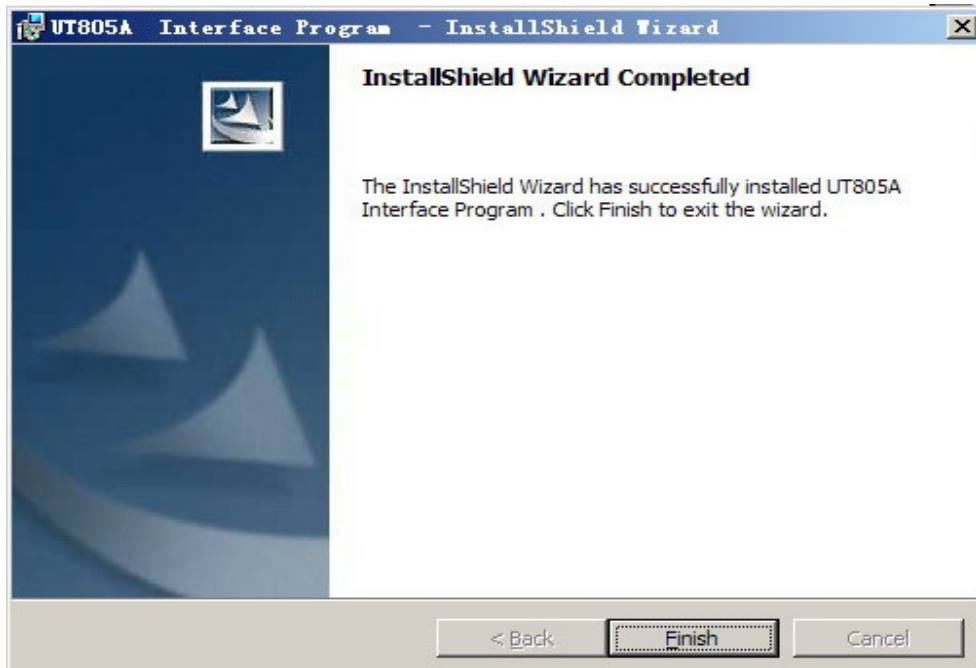 UT805A Interface Program - InstallShield Wizard
InstallShield Wizard Completed
The InstallShield Wizard has successfully installed UT805A
Interface Program . Click Finish to exit the wizard.
< Back
Finish
Cancel